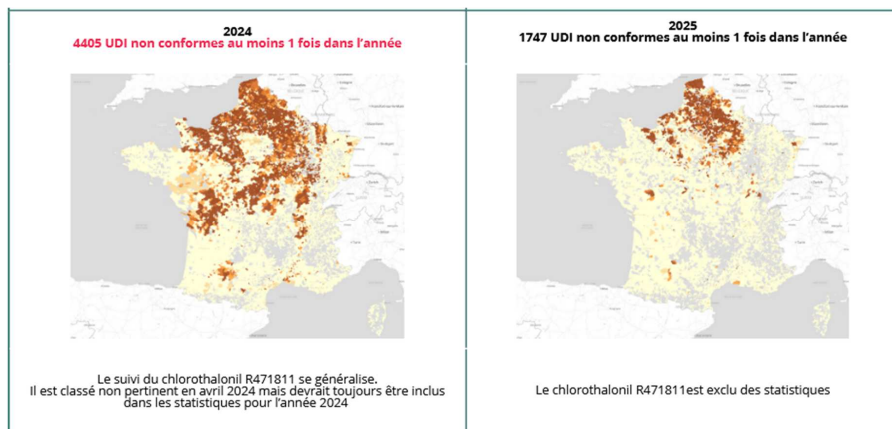 2024
4405 UDI non conformes au moins 1 fois dans l'année
2025
1747 UDI non conformes au moins 1 fois dans l'année
Le suivi du chlorothalonil R471811 se généralise.
Il est classé non pertinent en avril 2024 mais devrait toujours être inclus
dans les statistiques pour l'année 2024
Le chlorothalonil R471811est exclu des statistiques